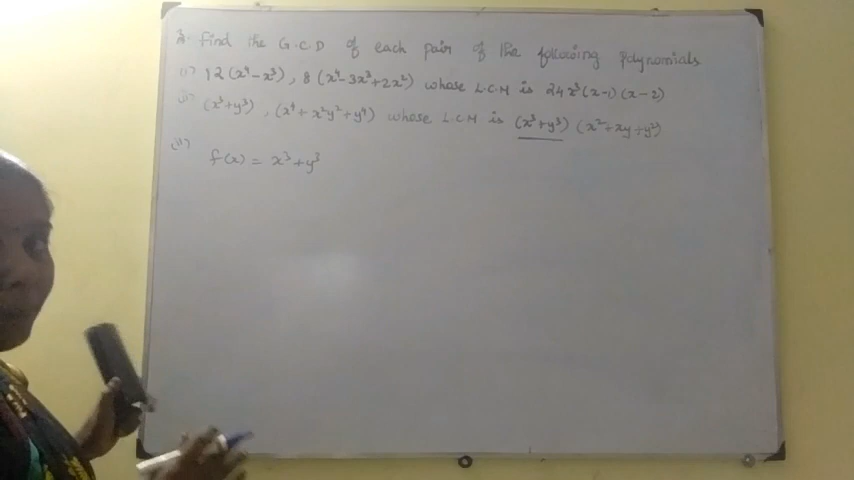 2. Find the G.C.D of each pair of the following Polynomials
(i) 12(x⁴-x³), 8(x⁴-3x³+2x²) whose L.C.M is 24x³(x-1)(x-2)
(ii) (x³+y³), (x⁴+x²y²+y⁴) whose L.C.M is (x³+y³)(x²+xy+y²)
(ii) f(x) = x³+y³